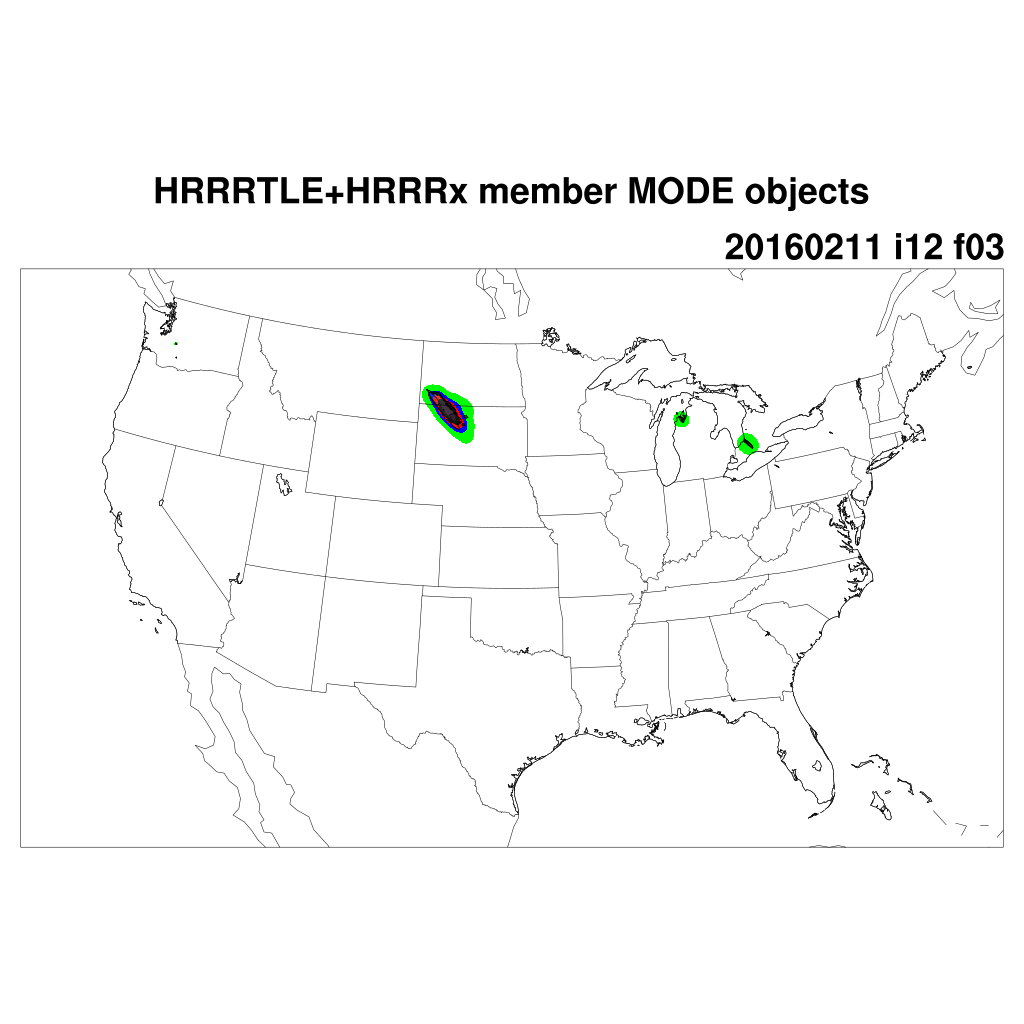 HRRRTLE+HRRRx member MODE objects
20160211 i12 f03